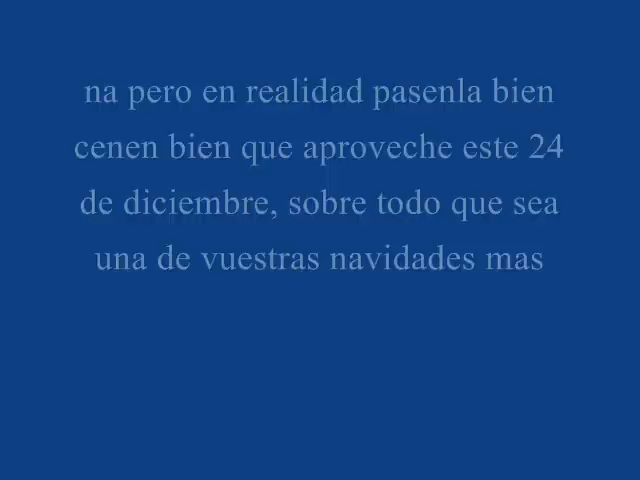 na pero en realidad pasenla bien
cenen bien que aproveche este 24
de diciembre, sobre todo que sea
una de vuestras navidades mas